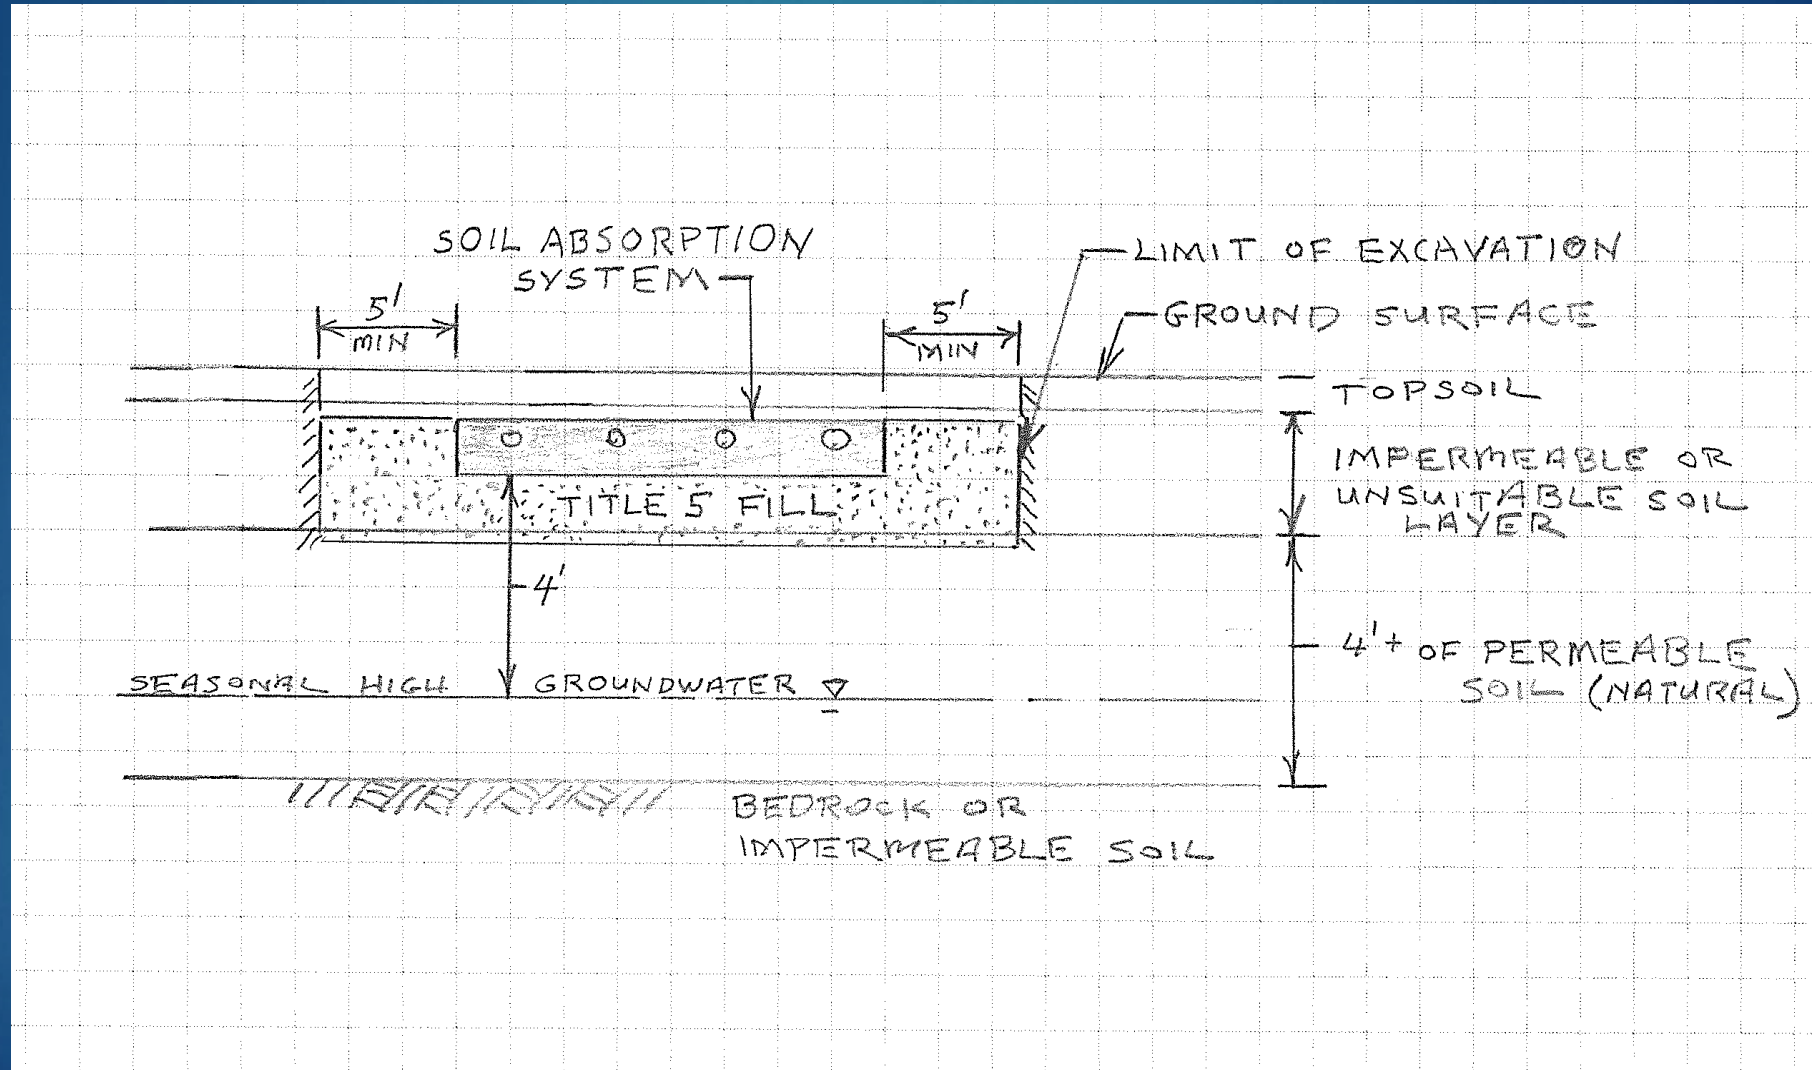 SOIL ABSORPTION
SYSTEM
LIMIT OF EXCAVATION
GROUND SURFACE
5'
MIN
5'
MIN
TOPSOIL
IMPERMEABLE OR
UNSUITABLE SOIL
LAYER
TITLE 5 FILL
4'
4'+ OF PERMEABLE
SOIL (NATURAL)
SEASONAL HIGH GROUNDWATER
BEDROCK OR
IMPERMEABLE SOIL